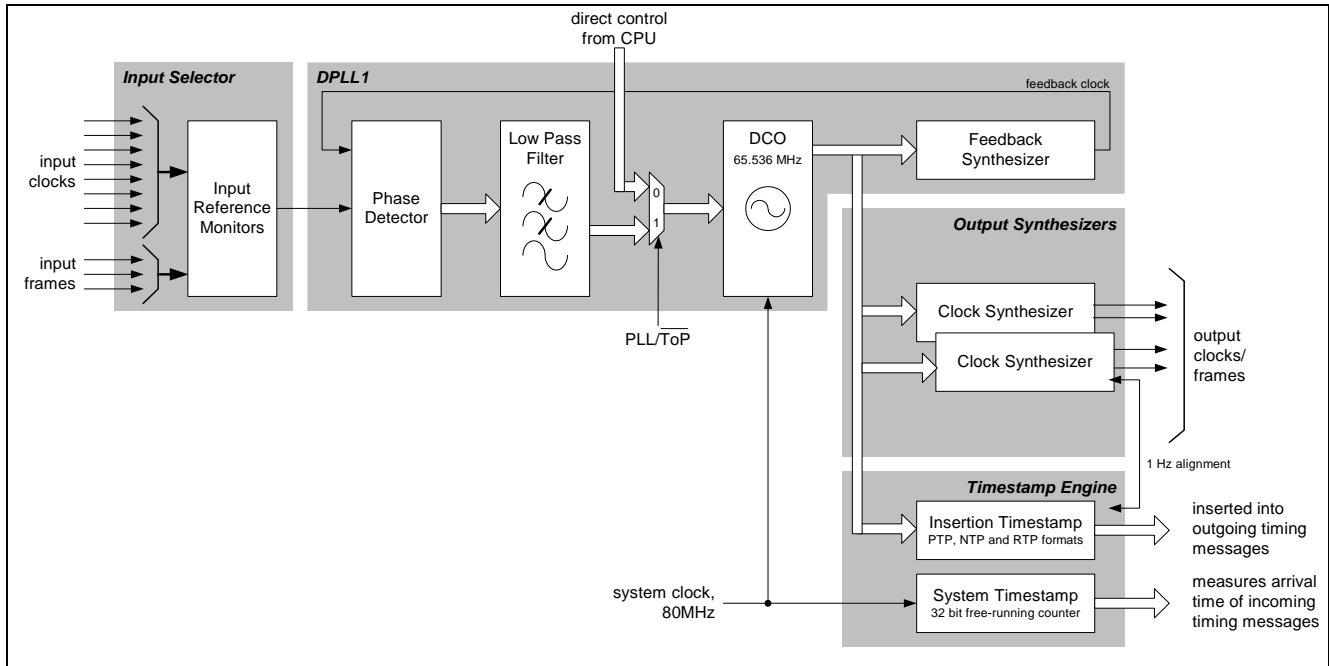 direct control
from CPU
Input Selector
DPLL1
feedback clock
input
clocks
input
frames
Input
Reference
Monitors
Phase
Detector
Low Pass
Filter
0
1
PLL/ToP
DCO
65.536 MHz
Feedback
Synthesizer
Output Synthesizers
Clock Synthesizer
Clock Synthesizer
output
clocks/
frames
1 Hz alignment
Timestamp Engine
Insertion Timestamp
PTP, NTP and RTP formats
inserted into
outgoing timing
messages
system clock,
80MHz
System Timestamp
32 bit free-running counter
measures arrival
time of incoming
timing messages